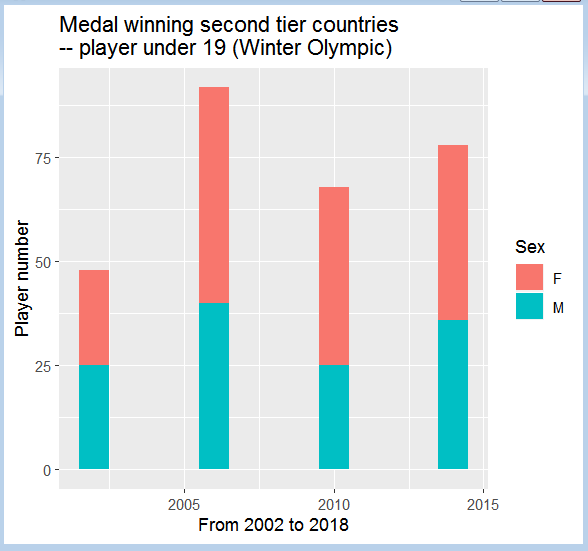 Medal winning second tier countries
-- player under 19 (Winter Olympic)
Player number
75
50
25
0
2005
2010
2015
From 2002 to 2018
Sex
F
M